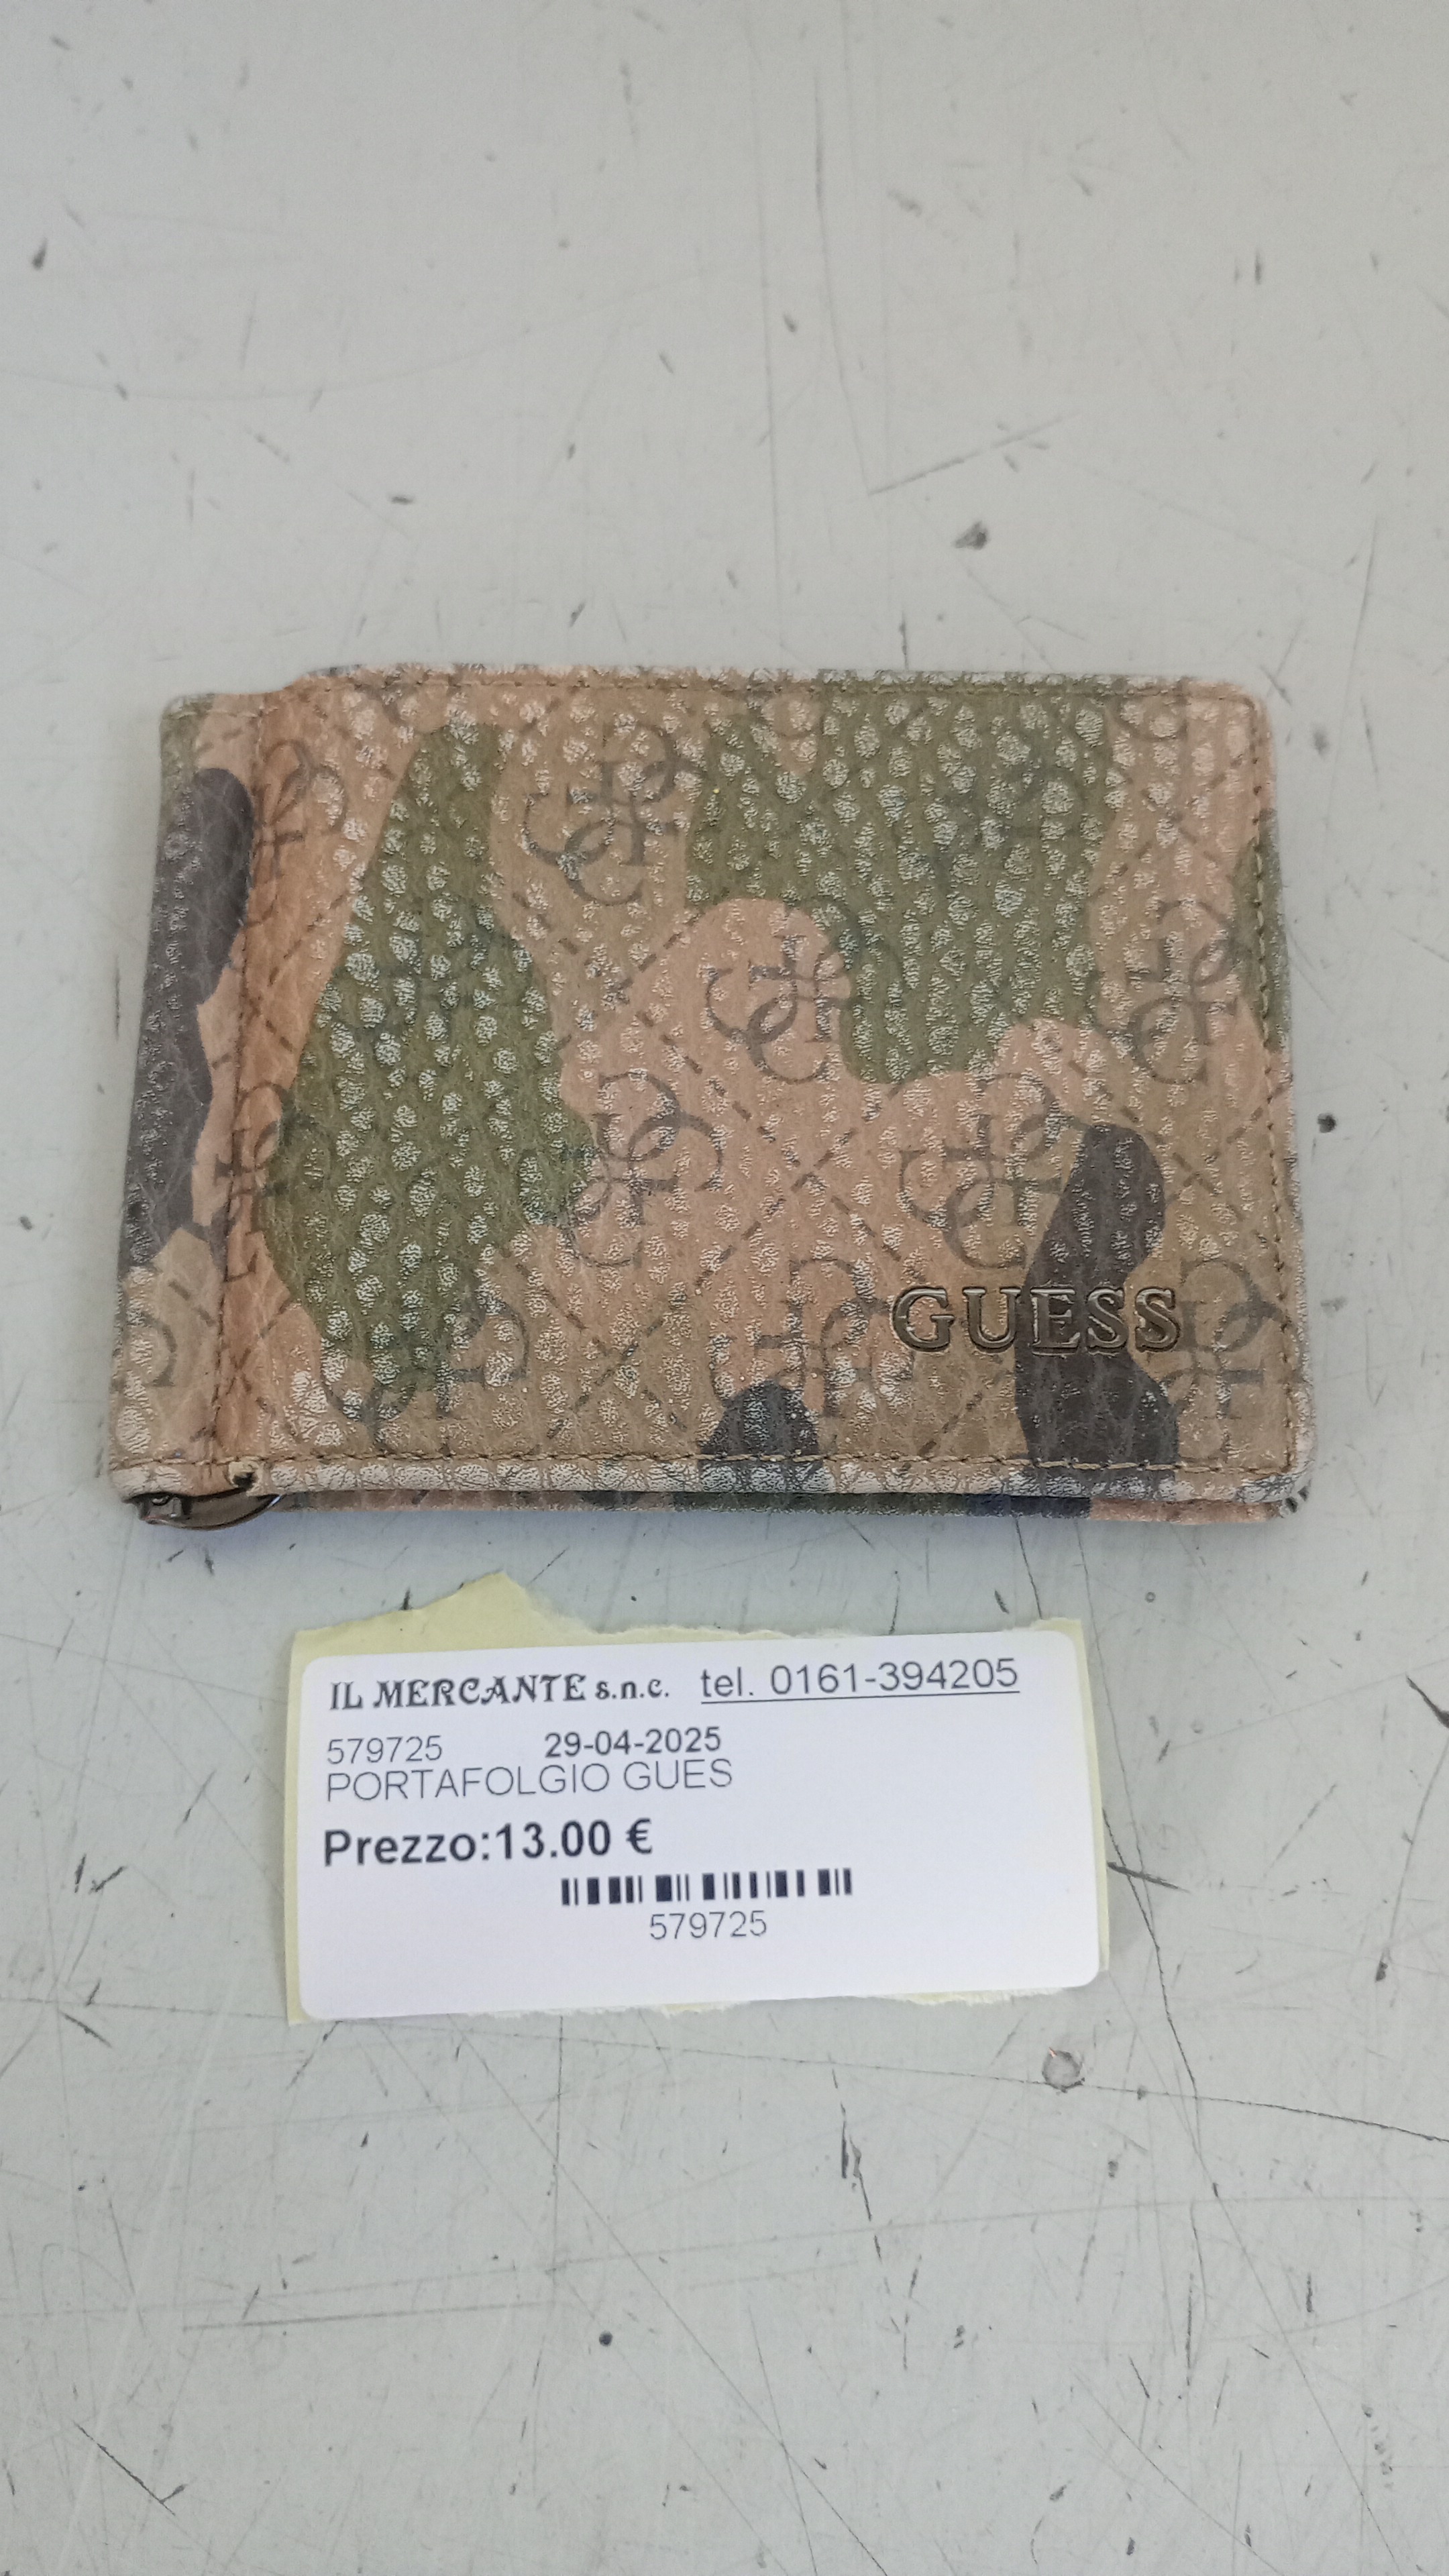 GUESS
IL MERCANTE s.n.c. tel. 0161-394205
579725 29-04-2025
PORTAFOLGIO GUES
Prezzo:13.00 €
579725